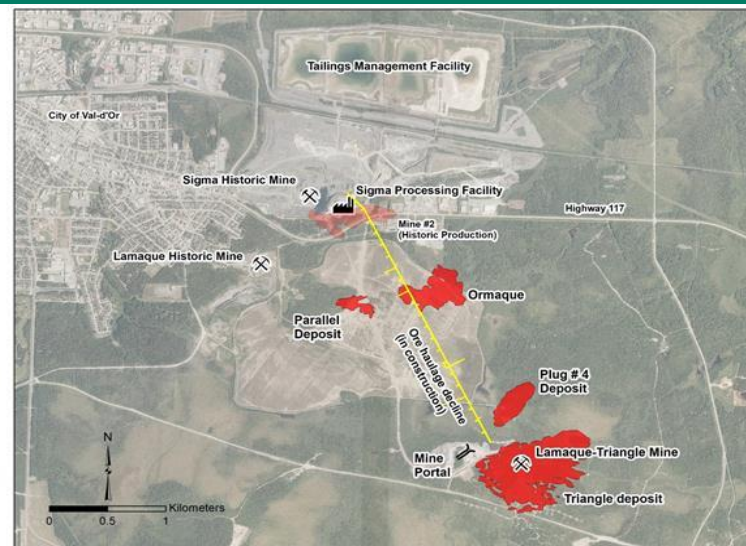 Tailings Management Facility
City of Val-d'Or
Sigma Historic Mine
Sigma Processing Facility
Highway 117
Mine #2
(Historic Production)
Lamaque Historic Mine
Ormaque
Parallel
Deposit
Ore haulage decline
(in construction)
Plug # 4
Deposit
N
Mine
Portal
Lamaque-Triangle Mine
Triangle deposit
Kilometers
0 0.5 1